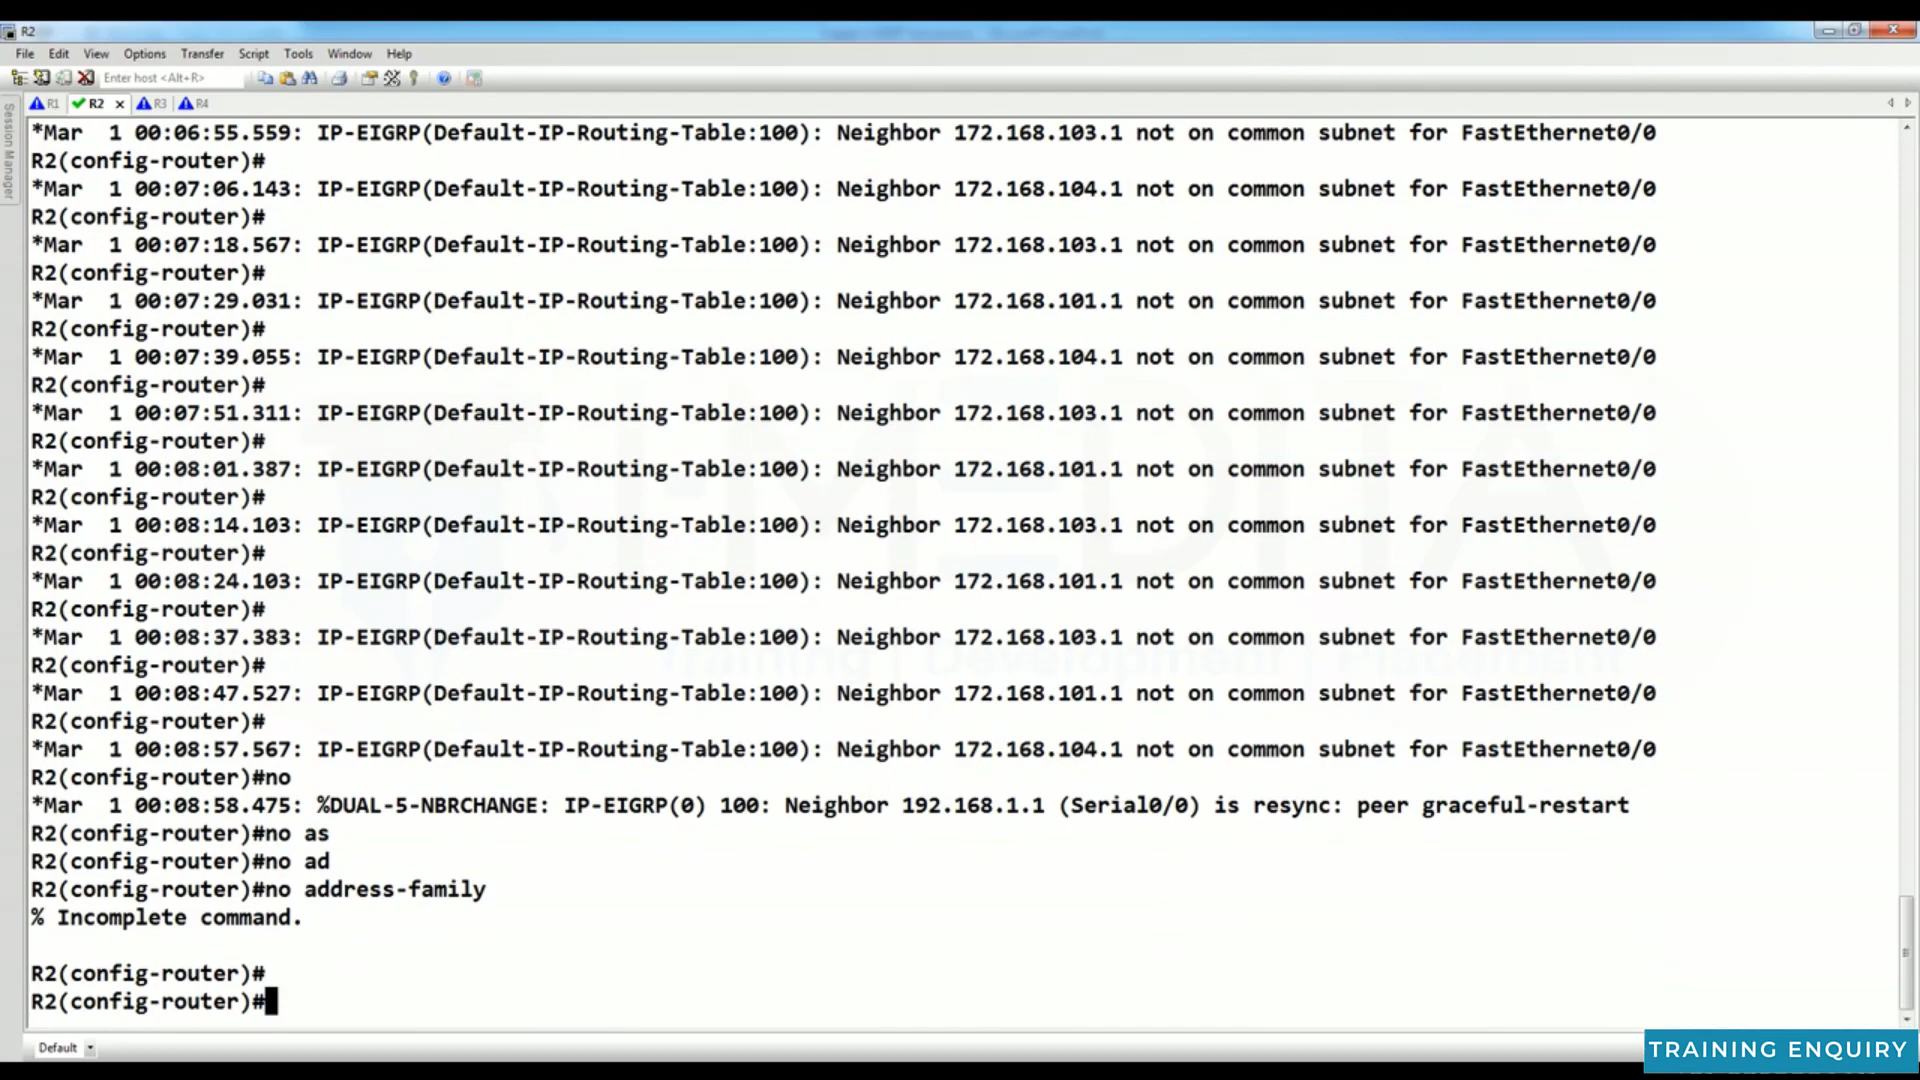 R2
File Edit View Options Transfer Script Tools Window Help
Enter host <Alt+R>
R1 R2 R3 R4
Session Manager
*Mar  1 00:06:55.559: IP-EIGRP(Default-IP-Routing-Table:100): Neighbor 172.168.103.1 not on common subnet for FastEthernet0/0
R2(config-router)#
*Mar  1 00:07:06.143: IP-EIGRP(Default-IP-Routing-Table:100): Neighbor 172.168.104.1 not on common subnet for FastEthernet0/0
R2(config-router)#
*Mar  1 00:07:18.567: IP-EIGRP(Default-IP-Routing-Table:100): Neighbor 172.168.103.1 not on common subnet for FastEthernet0/0
R2(config-router)#
*Mar  1 00:07:29.031: IP-EIGRP(Default-IP-Routing-Table:100): Neighbor 172.168.101.1 not on common subnet for FastEthernet0/0
R2(config-router)#
*Mar  1 00:07:39.055: IP-EIGRP(Default-IP-Routing-Table:100): Neighbor 172.168.104.1 not on common subnet for FastEthernet0/0
R2(config-router)#
*Mar  1 00:07:51.311: IP-EIGRP(Default-IP-Routing-Table:100): Neighbor 172.168.103.1 not on common subnet for FastEthernet0/0
R2(config-router)#
*Mar  1 00:08:01.387: IP-EIGRP(Default-IP-Routing-Table:100): Neighbor 172.168.101.1 not on common subnet for FastEthernet0/0
R2(config-router)#
*Mar  1 00:08:14.103: IP-EIGRP(Default-IP-Routing-Table:100): Neighbor 172.168.103.1 not on common subnet for FastEthernet0/0
R2(config-router)#
*Mar  1 00:08:24.103: IP-EIGRP(Default-IP-Routing-Table:100): Neighbor 172.168.101.1 not on common subnet for FastEthernet0/0
R2(config-router)#
*Mar  1 00:08:37.383: IP-EIGRP(Default-IP-Routing-Table:100): Neighbor 172.168.103.1 not on common subnet for FastEthernet0/0
R2(config-router)#
*Mar  1 00:08:47.527: IP-EIGRP(Default-IP-Routing-Table:100): Neighbor 172.168.101.1 not on common subnet for FastEthernet0/0
R2(config-router)#
*Mar  1 00:08:57.567: IP-EIGRP(Default-IP-Routing-Table:100): Neighbor 172.168.104.1 not on common subnet for FastEthernet0/0
R2(config-router)#no
*Mar  1 00:08:58.475: %DUAL-5-NBRCHANGE: IP-EIGRP(0) 100: Neighbor 192.168.1.1 (Serial0/0) is resync: peer graceful-restart
R2(config-router)#no as
R2(config-router)#no ad
R2(config-router)#no address-family
% Incomplete command.
R2(config-router)#
R2(config-router)#
IMEDITA
Training | Development | Placement
Default
TRAINING ENQUIRY